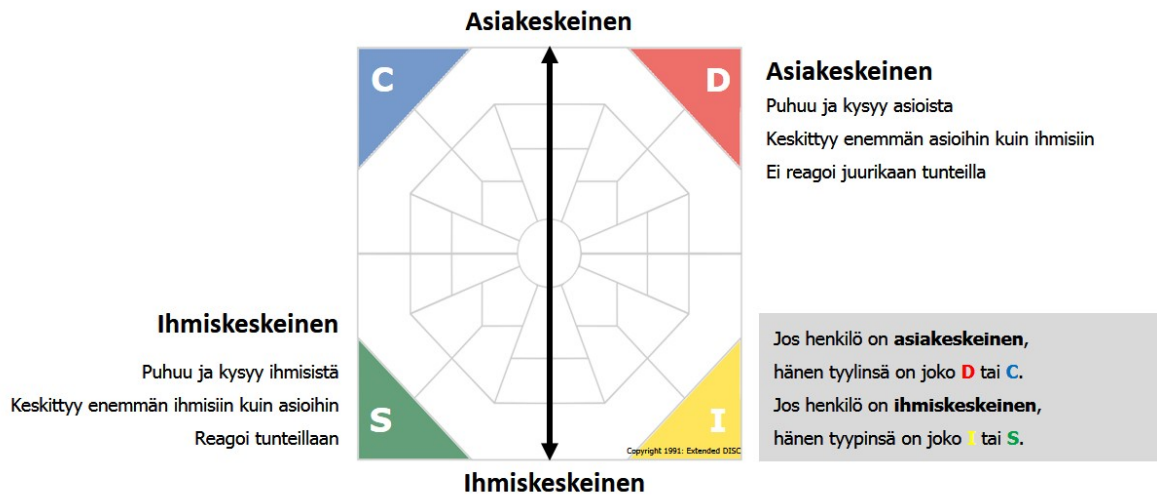 Asiakeskeinen
C
D
Asiakeskeinen
Puhuu ja kysyy asioista
Keskittyy enemmän asioihin kuin ihmisiin
Ei reagoi juurikaan tunteilla
Ihmiskeskeinen
Puhuu ja kysyy ihmisistä
Keskittyy enemmän ihmisiin kuin asioihin
Reagoi tunteillaan
S
I
Copyright 1991: Extended DISC
Ihmiskeskeinen
Jos henkilö on asiakeskeinen,
hänen tyylinsä on joko D tai C.
Jos henkilö on ihmiskeskeinen,
hänen tyypinsä on joko I tai S.